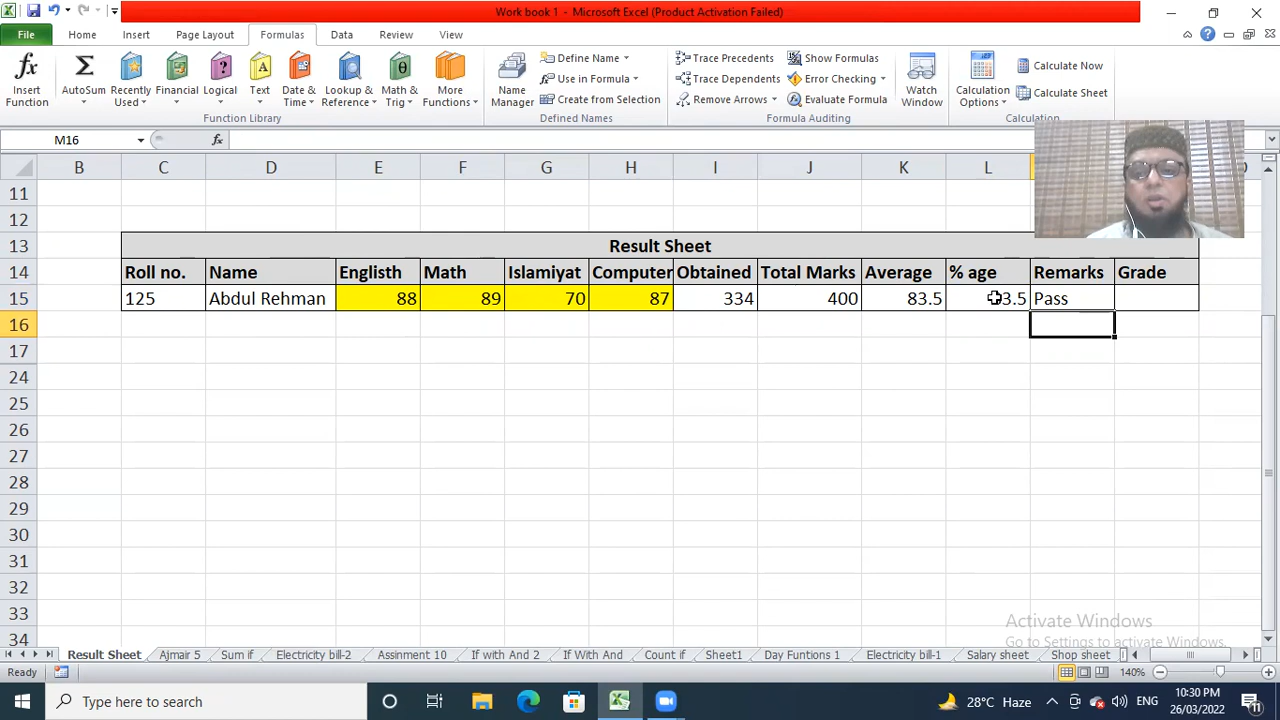 Work book 1 - Microsoft Excel (Product Activation Failed)
File Home Insert Page Layout Formulas Data Review View
Insert Function
AutoSum
Recently Used
Financial
Logical
Text
Date & Time
Lookup & Reference
Math & Trig
More Functions
Function Library
Name Manager
Define Name
Use in Formula
Create from Selection
Defined Names
Trace Precedents
Trace Dependents
Remove Arrows
Show Formulas
Error Checking
Evaluate Formula
Formula Auditing
Watch Window
Calculation Options
Calculate Now
Calculate Sheet
Calculation
M16
fx
B C D E F G H I J K L
11
12
13 Result Sheet
14 Roll no. Name Englisth Math Islamiyat Computer Obtained Total Marks Average % age Remarks Grade
15 125 Abdul Rehman 88 89 70 87 334 400 83.5 3.5 Pass
16
17
24
25
26
27
28
29
30
31
32
33
34
Activate Windows
Go to Settings to activate Windows.
Result Sheet Ajmair 5 Sum if Electricity bill-2 Assinment 10 If with And 2 If With And Count if Sheet1 Day Funtions 1 Electricity bill-1 Salary sheet Shop sheet
Ready 140%
Type here to search
28°C Haze
ENG
10:30 PM
26/03/2022